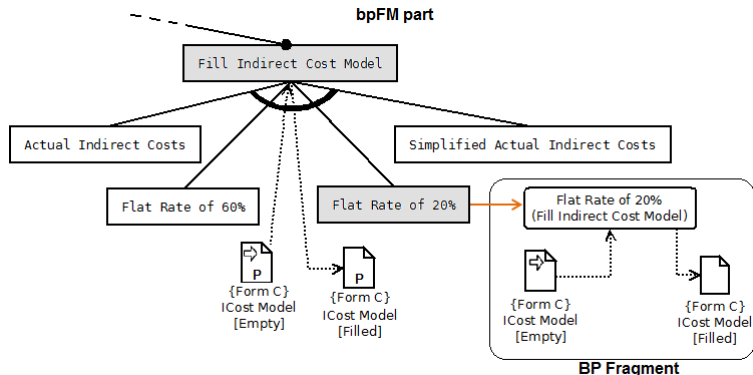 bpFM part
Fill Indirect Cost Model
Actual Indirect Costs
Simplified Actual Indirect Costs
Flat Rate of 60%
Flat Rate of 20%
Flat Rate of 20%
(Fill Indirect Cost Model)
P
{Form C}
ICost Model
[Empty]
P
{Form C}
ICost Model
[Filled]
{Form C}
ICost Model
[Empty]
{Form C}
ICost Model
[Filled]
BP Fragment